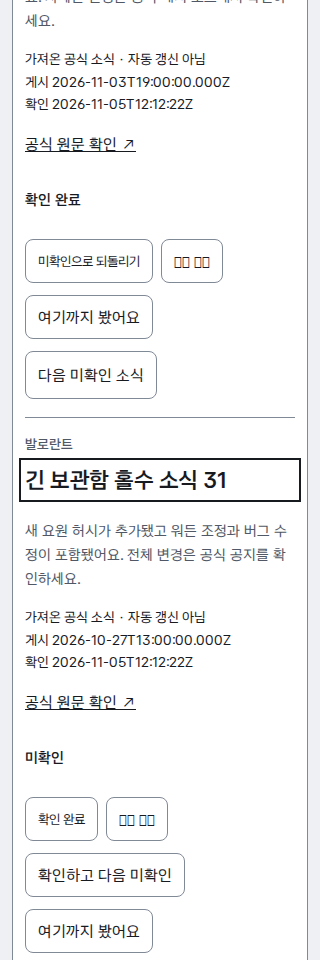 세요.
가져온 공식 소식 · 자동 갱신 아님
게시 2026-11-03T19:00:00.000Z
확인 2026-11-05T12:12:22Z
공식 원문 확인 ↗
확인 완료
미확인으로 되돌리기
여기까지 봤어요
다음 미확인 소식
발로란트
긴 보관함 홀수 소식 31
새 요원 허시가 추가됐고 워든 조정과 버그 수
정이 포함됐어요. 전체 변경은 공식 공지를 확
인하세요.
가져온 공식 소식 · 자동 갱신 아님
게시 2026-10-27T13:00:00.000Z
확인 2026-11-05T12:12:22Z
공식 원문 확인 ↗
미확인
확인 완료
확인하고 다음 미확인
여기까지 봤어요